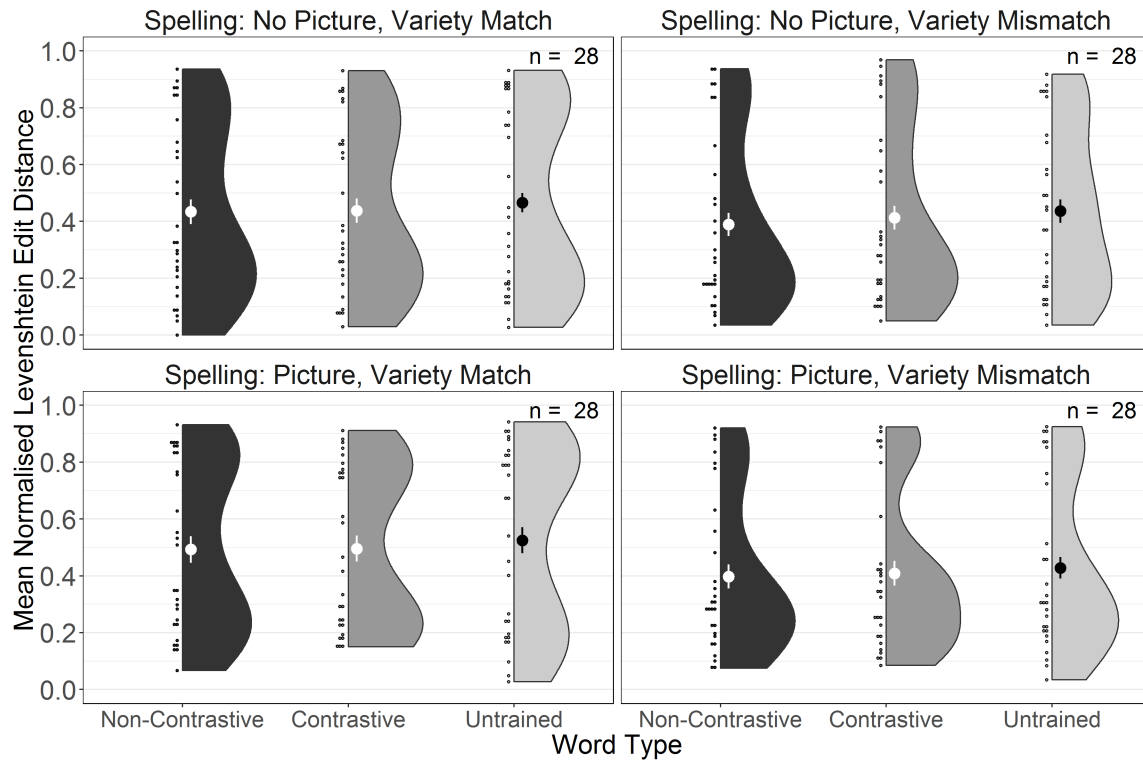 Spelling: No Picture, Variety Match
Spelling: No Picture, Variety Mismatch
n = 28
n = 28
1.0
0.8
0.6
0.4
0.2
0.0
Spelling: Picture, Variety Match
Spelling: Picture, Variety Mismatch
n = 28
n = 28
1.0
0.8
0.6
0.4
0.2
0.0
Mean Normalised Levenshtein Edit Distance
Non-Contrastive Contrastive Untrained
Non-Contrastive Contrastive Untrained
Word Type